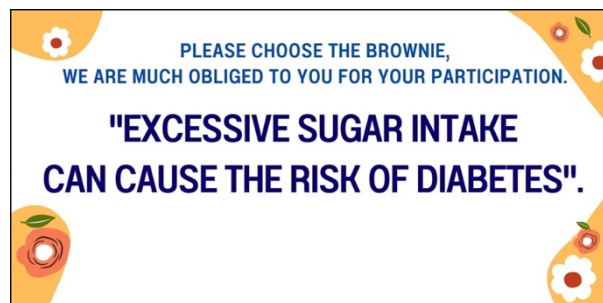 PLEASE CHOOSE THE BROWNIE,
WE ARE MUCH OBLIGED TO YOU FOR YOUR PARTICIPATION.
"EXCESSIVE SUGAR INTAKE
CAN CAUSE THE RISK OF DIABETES".